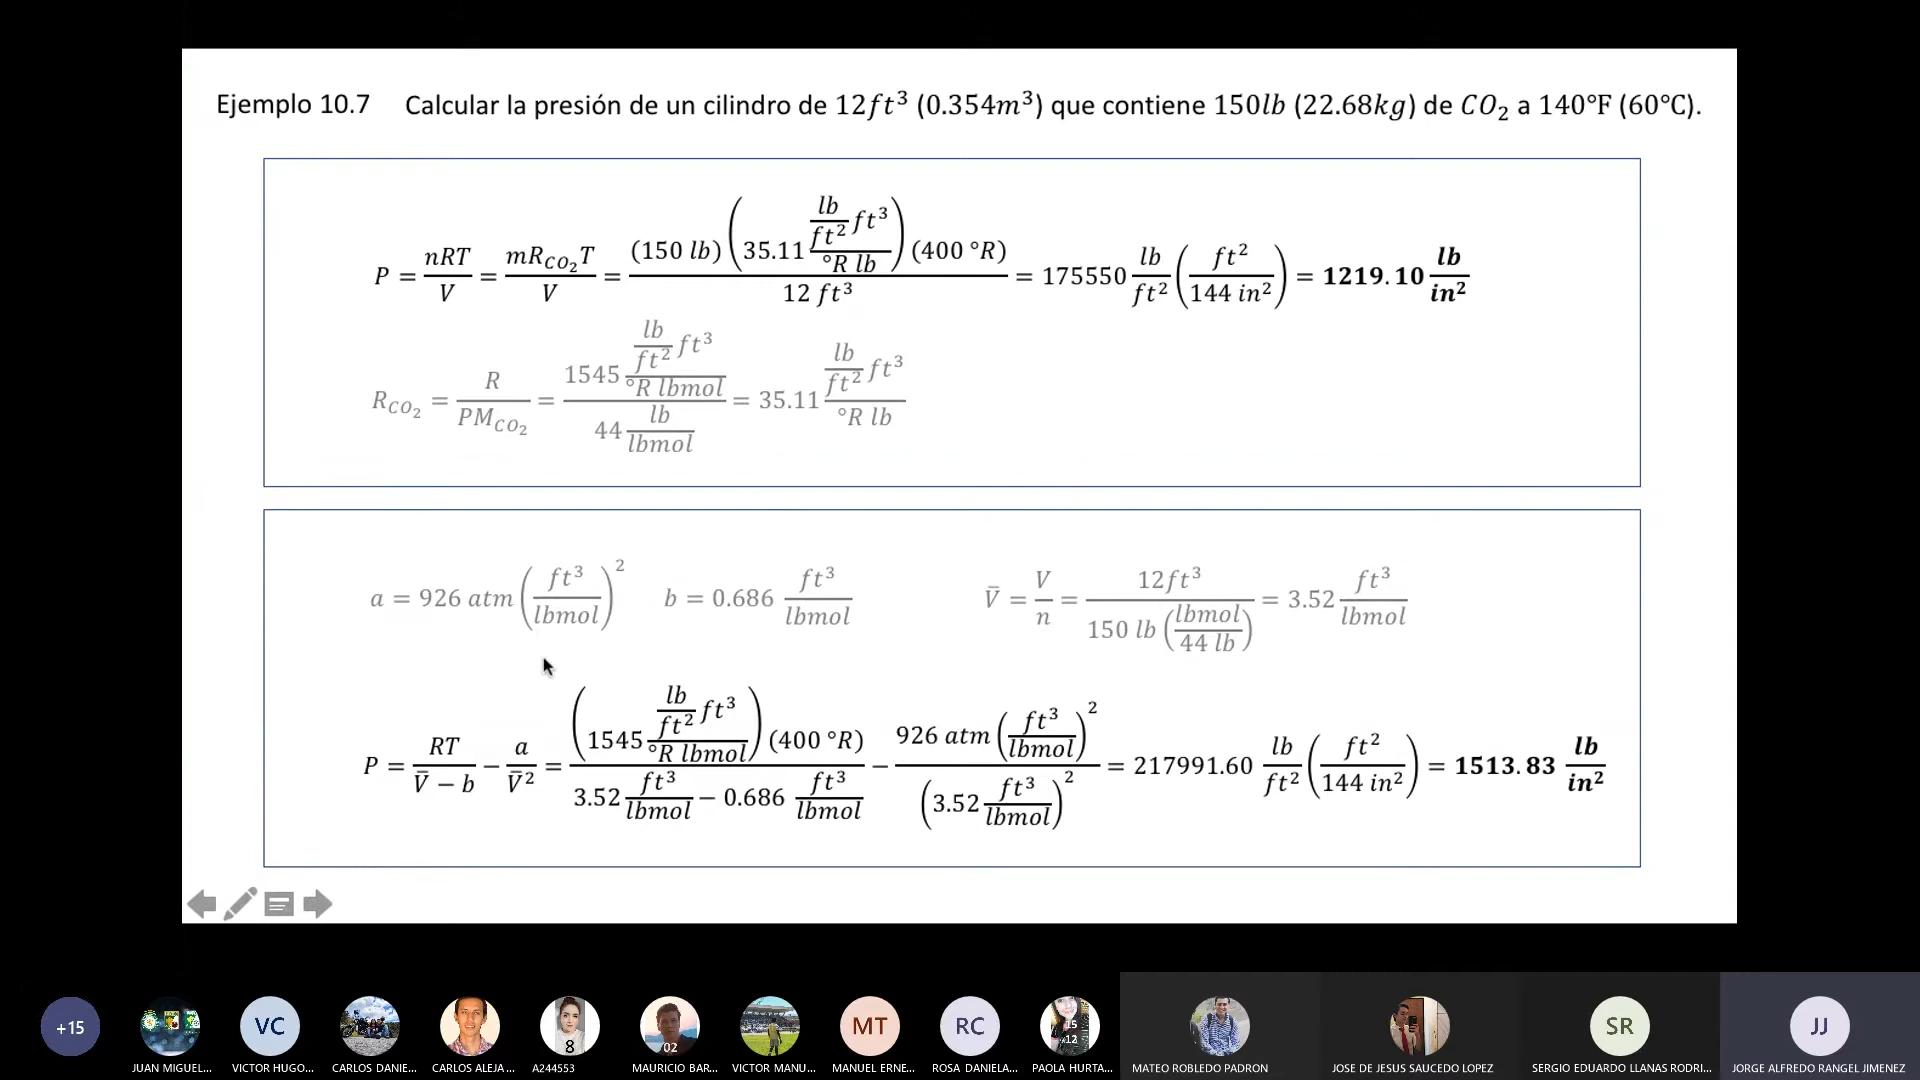 Ejemplo 10.7 Calcular la presión de un cilindro de 12ft³ (0.354m³) que contiene 150lb (22.68kg) de CO₂ a 140°F (60°C).
P = nRT/V = mR_CO₂T/V = (150 lb)(35.11 (lb/ft² ft³)/(°R lb))(400 °R)/(12 ft³) = 175550 lb/ft² (ft²/144 in²) = 1219.10 lb/in²
R_CO₂ = R/PM_CO₂ = (1545 (lb/ft² ft³)/(°R lbmol))/(44 lb/lbmol) = 35.11 (lb/ft² ft³)/(°R lb)
a = 926 atm (ft³/lbmol)² b = 0.686 ft³/lbmol V̄ = V/n = 12ft³/(150 lb (lbmol/44 lb)) = 3.52 ft³/lbmol
P = RT/(V̄ − b) − a/V̄² = (1545 (lb/ft² ft³)/(°R lbmol))(400 °R)/(3.52 ft³/lbmol − 0.686 ft³/lbmol) − 926 atm (ft³/lbmol)²/(3.52 ft³/lbmol)² = 217991.60 lb/ft² (ft²/144 in²) = 1513.83 lb/in²
+15 VC 8 02 MT RC 15 x12 SR JJ
JUAN MIGUEL... VICTOR HUGO... CARLOS DANIE... CARLOS ALEJA... A244553 MAURICIO BAR... VICTOR MANU... MANUEL ERNE... ROSA DANIELA... PAOLA HURTA... MATEO ROBLEDO PADRON JOSE DE JESUS SAUCEDO LOPEZ SERGIO EDUARDO LLANAS RODRI... JORGE ALFREDO RANGEL JIMENEZ